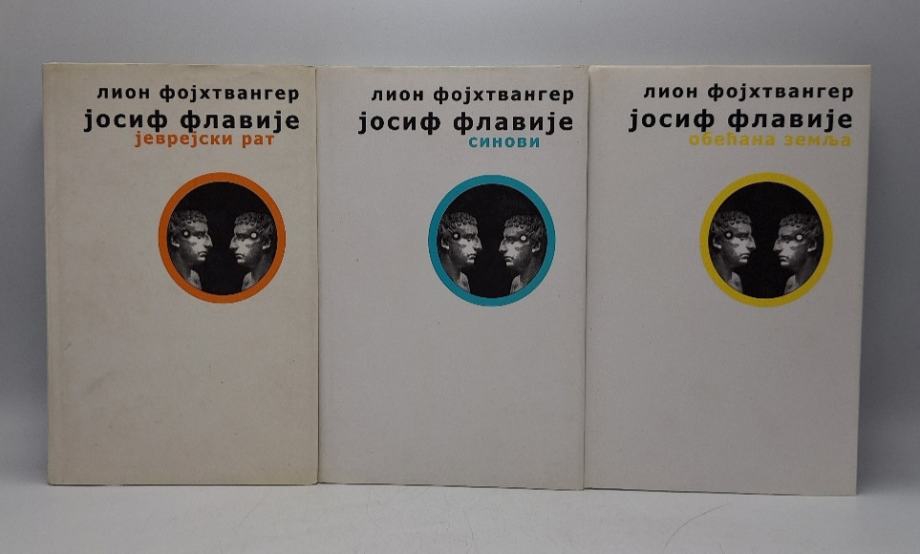 лион фојхтвангер
јосиф флавије
јеврејски рат
лион фојхтвангер
јосиф флавије
синови
лион фојхтвангер
јосиф флавије
обећана земља